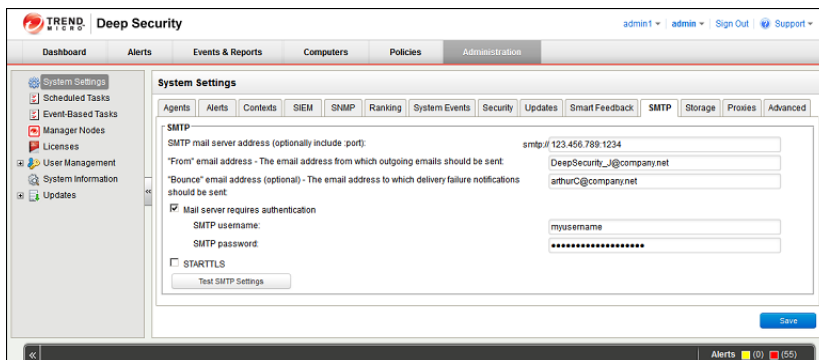 TREND MICRO Deep Security
admin1 admin Sign Out Support
Dashboard Alerts Events & Reports Computers Policies Administration
System Settings
Scheduled Tasks
Event-Based Tasks
Manager Nodes
Licenses
User Management
System Information
Updates
System Settings
Agents Alerts Contexts SIEM SNMP Ranking System Events Security Updates Smart Feedback SMTP Storage Proxies Advanced
SMTP
SMTP mail server address (optionally include :port): smtp:// 123.456.789:1234
"From" email address - The email address from which outgoing emails should be sent: DeepSecurity_J@company.net
"Bounce" email address (optional) - The email address to which delivery failure notifications
should be sent: arthurC@company.net
Mail server requires authentication
SMTP username: myusername
SMTP password: •••••••••••••••••••
STARTTLS
Test SMTP Settings
Save
Alerts (0) (55)